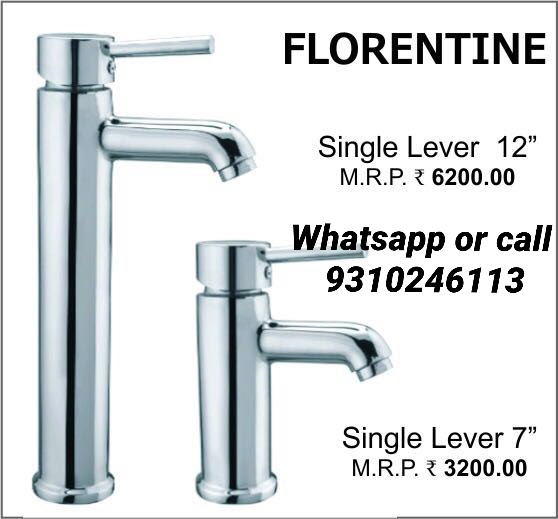 FLORENTINE
Single Lever 12”
M.R.P. ₹ 6200.00
Whatsapp or call
9310246113
Single Lever 7”
M.R.P. ₹ 3200.00